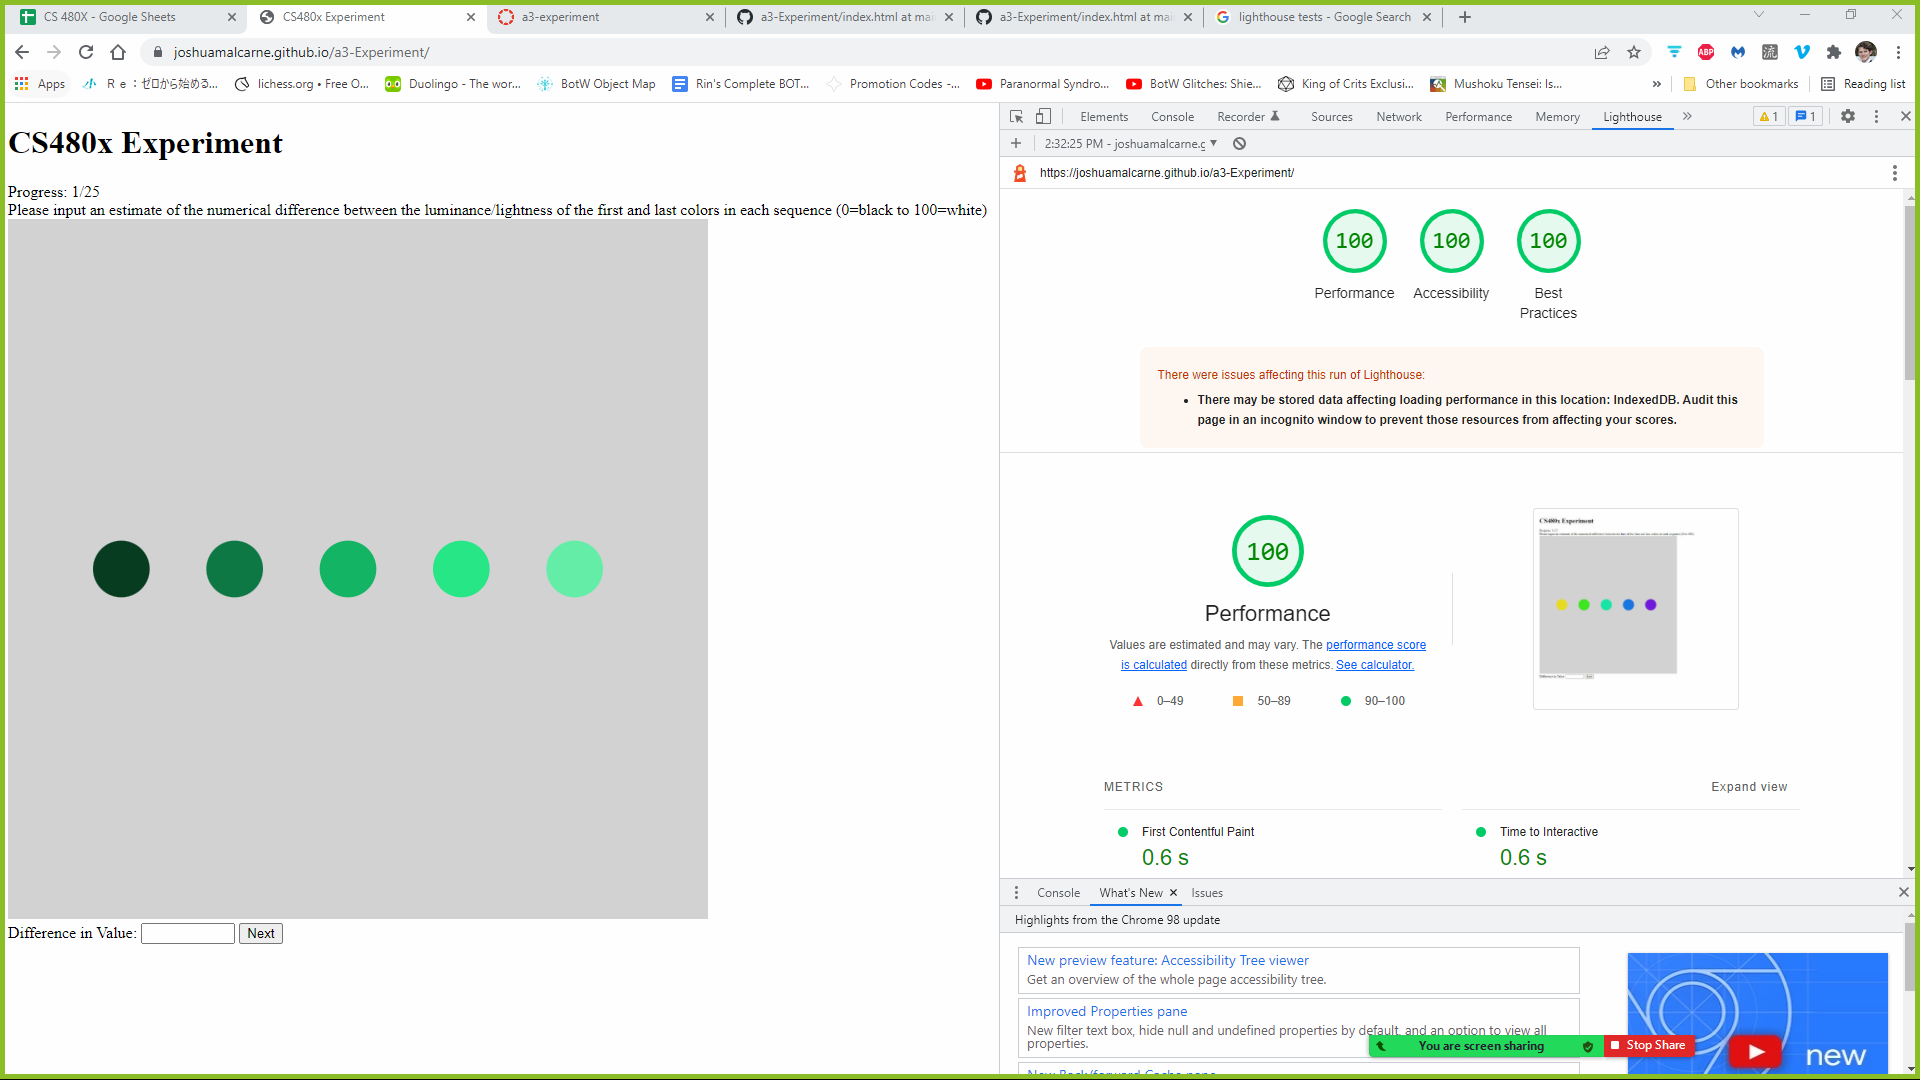 CS 480X - Google Sheets
CS480x Experiment
a3-experiment
a3-Experiment/index.html at mai
a3-Experiment/index.html at mai
lighthouse tests - Google Search
joshuamalcarne.github.io/a3-Experiment/
ABP
流
Apps
Ｒｅ：ゼロから始める...
lichess.org • Free O...
Duolingo - The wor...
BotW Object Map
Rin's Complete BOT...
Promotion Codes -...
Paranormal Syndro...
BotW Glitches: Shie...
King of Crits Exclusi...
Mushoku Tensei: Is...
»
Other bookmarks
Reading list
CS480x Experiment
Progress: 1/25
Please input an estimate of the numerical difference between the luminance/lightness of the first and last colors in each sequence (0=black to 100=white)
Difference in Value:
Next
Elements
Console
Recorder
Sources
Network
Performance
Memory
Lighthouse
»
1
1
2:32:25 PM - joshuamalcarne.g
https://joshuamalcarne.github.io/a3-Experiment/
100
100
100
Performance
Accessibility
Best
Practices
There were issues affecting this run of Lighthouse:
• There may be stored data affecting loading performance in this location: IndexedDB. Audit this
page in an incognito window to prevent those resources from affecting your scores.
100
Performance
Values are estimated and may vary. The performance score
is calculated directly from these metrics. See calculator.
0–49
50–89
90–100
CS480x Experiment
METRICS
Expand view
First Contentful Paint
0.6 s
Time to Interactive
0.6 s
Console
What's New
Issues
Highlights from the Chrome 98 update
New preview feature: Accessibility Tree viewer
Get an overview of the whole page accessibility tree.
Improved Properties pane
New filter text box, hide null and undefined properties by default, and an option to view all
properties.
You are screen sharing
Stop Share
new